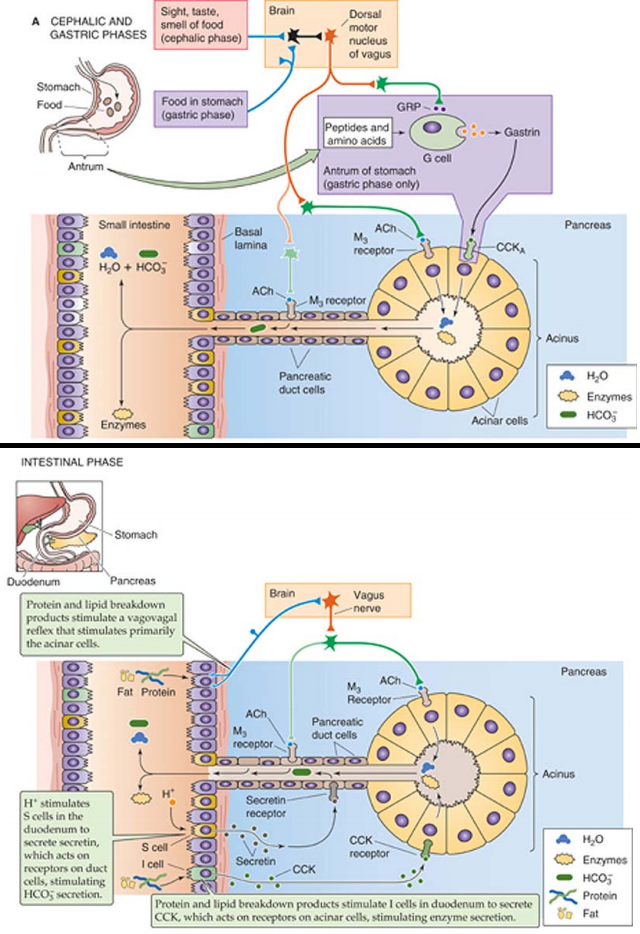 A CEPHALIC AND
GASTRIC PHASES
Sight, taste,
smell of food
(cephalic phase)
Brain
Dorsal
motor
nucleus
of vagus
Stomach
Food
Antrum
Food in stomach
(gastric phase)
GRP
Peptides and
amino acids
G cell
Gastrin
Antrum of stomach
(gastric phase only)
Small intestine
H₂O + HCO₃⁻
Basal
lamina
ACh
M₃
receptor
CCK_A
Pancreas
ACh
M₃ receptor
Pancreatic
duct cells
Acinus
Acinar cells
Enzymes
H₂O
Enzymes
HCO₃⁻
INTESTINAL PHASE
Stomach
Duodenum
Pancreas
Brain
Vagus
nerve
Protein and lipid breakdown
products stimulate a vagovagal
reflex that stimulates primarily
the acinar cells.
Fat Protein
Pancreas
ACh
M₃
Receptor
ACh
M₃
receptor
Pancreatic
duct cells
Acinus
H⁺
Secretin
receptor
H⁺ stimulates
S cells in the
duodenum to
secrete secretin,
which acts on
receptors on duct
cells, stimulating
HCO₃⁻ secretion.
S cell
Secretin
I cell
CCK
CCK
receptor
Protein and lipid breakdown products stimulate I cells in duodenum to secrete
CCK, which acts on receptors on acinar cells, stimulating enzyme secretion.
H₂O
Enzymes
HCO₃⁻
Protein
Fat